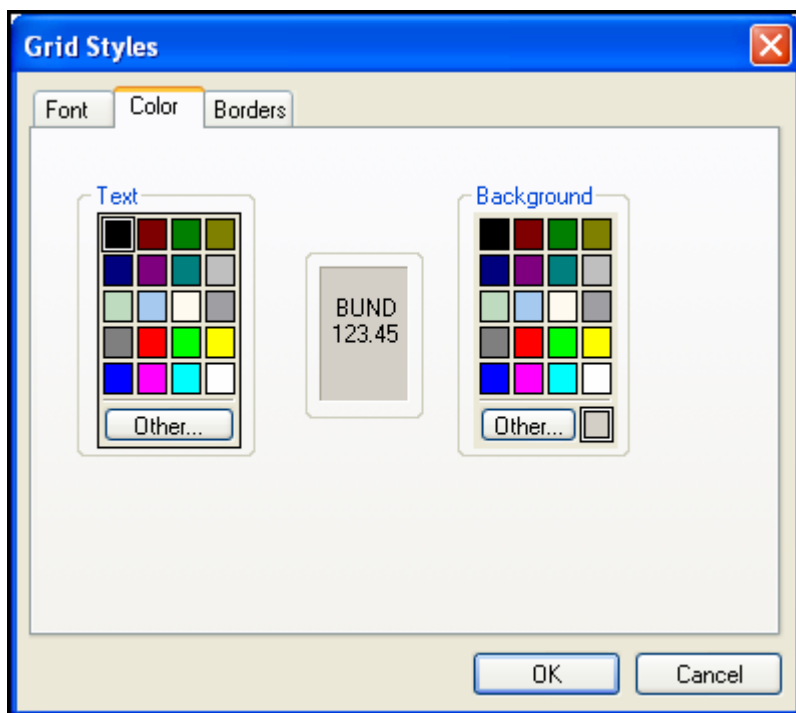 Grid Styles
Font Color Borders
Text Background
BUND
123.45
Other... Other...
OK Cancel